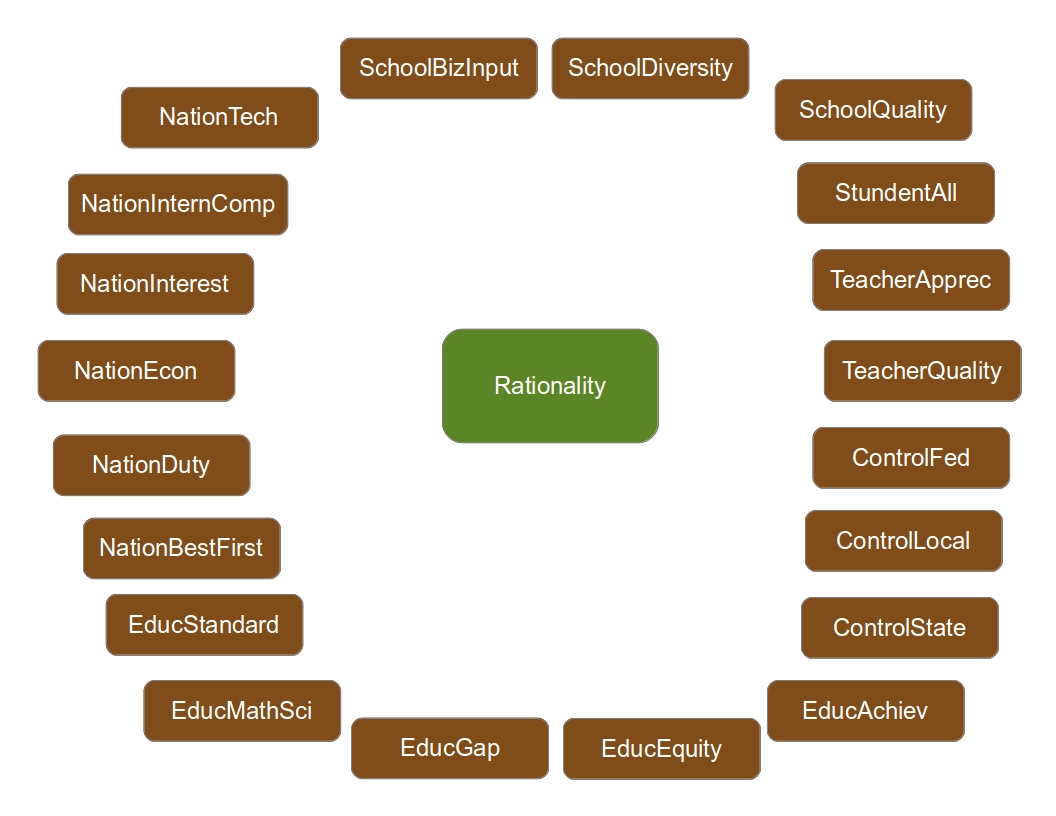 SchoolBizInput
SchoolDiversity
NationTech
SchoolQuality
NationInternComp
StundentAll
NationInterest
TeacherApprec
NationEcon
Rationality
TeacherQuality
NationDuty
ControlFed
NationBestFirst
ControlLocal
EducStandard
ControlState
EducMathSci
EducAchiev
EducGap
EducEquity